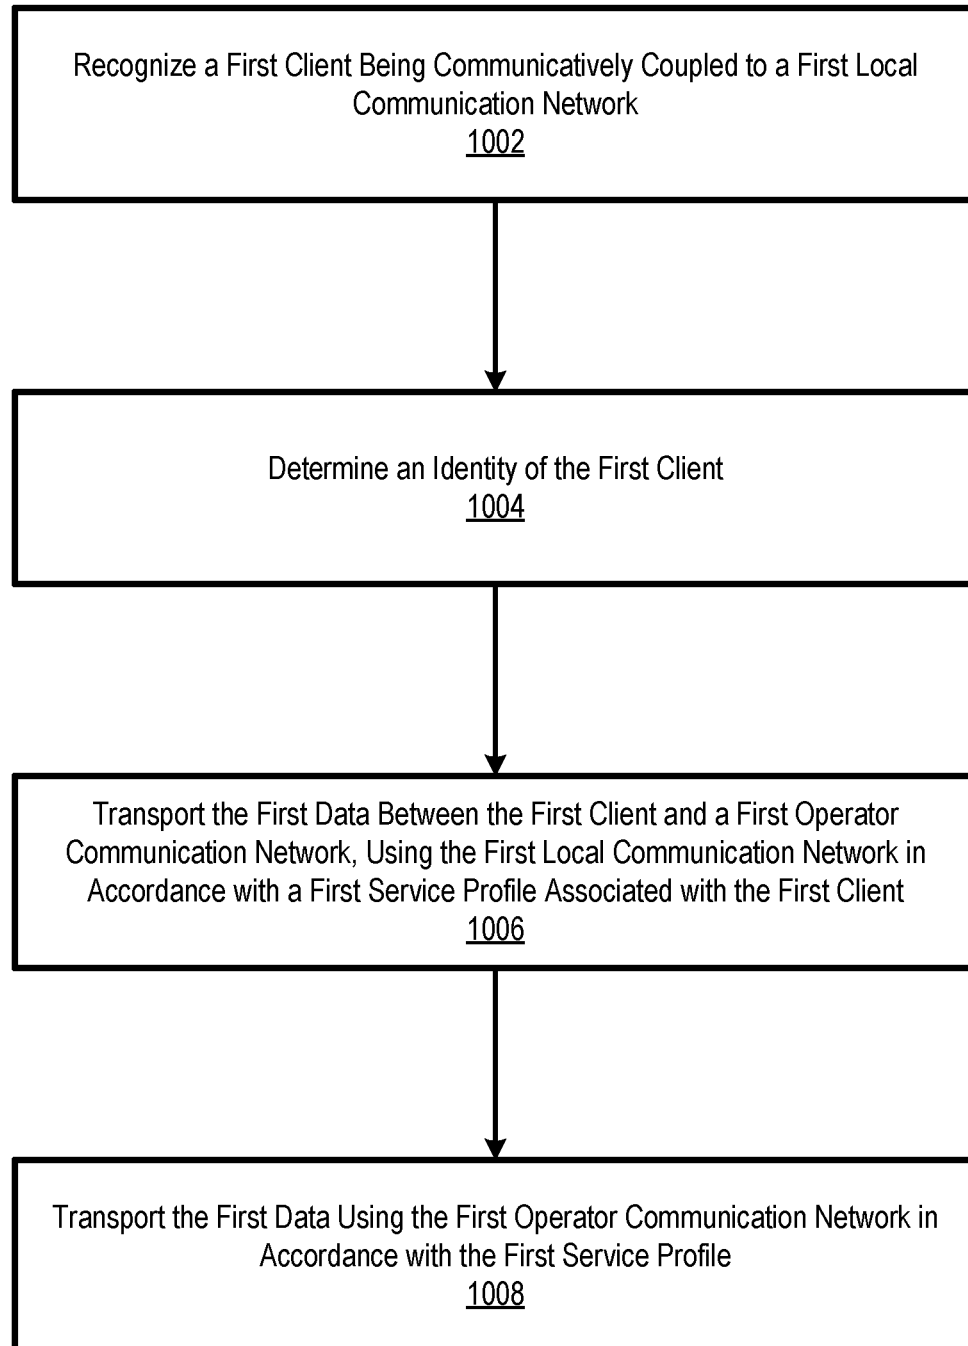 Recognize a First Client Being Communicatively Coupled to a First Local
Communication Network
1002
Determine an Identity of the First Client
1004
Transport the First Data Between the First Client and a First Operator
Communication Network, Using the First Local Communication Network in
Accordance with a First Service Profile Associated with the First Client
1006
Transport the First Data Using the First Operator Communication Network in
Accordance with the First Service Profile
1008